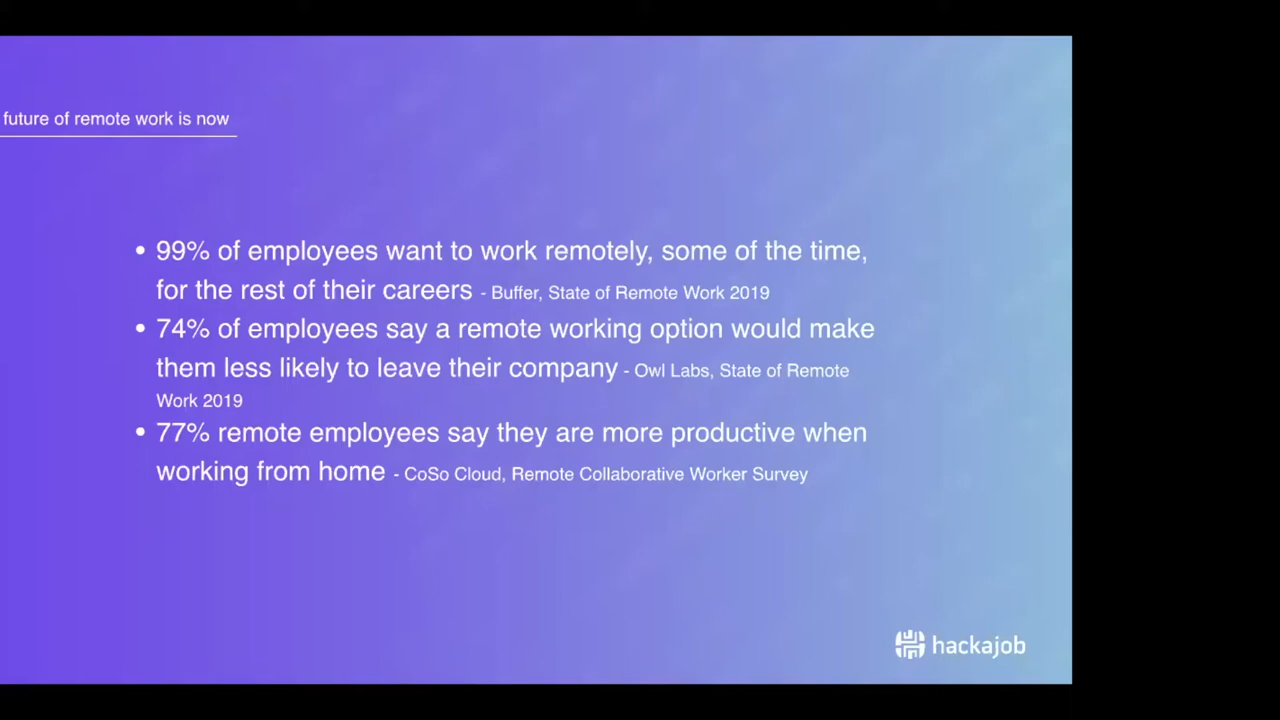 future of remote work is now
• 99% of employees want to work remotely, some of the time,
for the rest of their careers - Buffer, State of Remote Work 2019
• 74% of employees say a remote working option would make
them less likely to leave their company - Owl Labs, State of Remote
Work 2019
• 77% remote employees say they are more productive when
working from home - CoSo Cloud, Remote Collaborative Worker Survey
hackajob